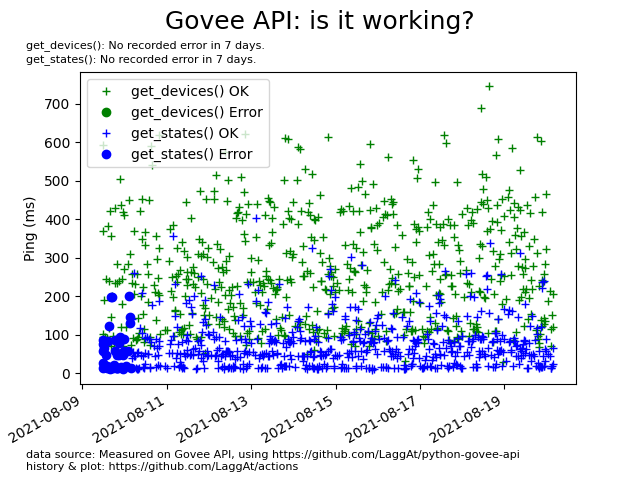 Govee API: is it working?
get_devices(): No recorded error in 7 days.
get_states(): No recorded error in 7 days.
get_devices() OK
get_devices() Error
get_states() OK
get_states() Error
Ping (ms)
700
600
500
400
300
200
100
0
2021-08-09
2021-08-11
2021-08-13
2021-08-15
2021-08-17
2021-08-19
data source: Measured on Govee API, using https://github.com/LaggAt/python-govee-api
history & plot: https://github.com/LaggAt/actions